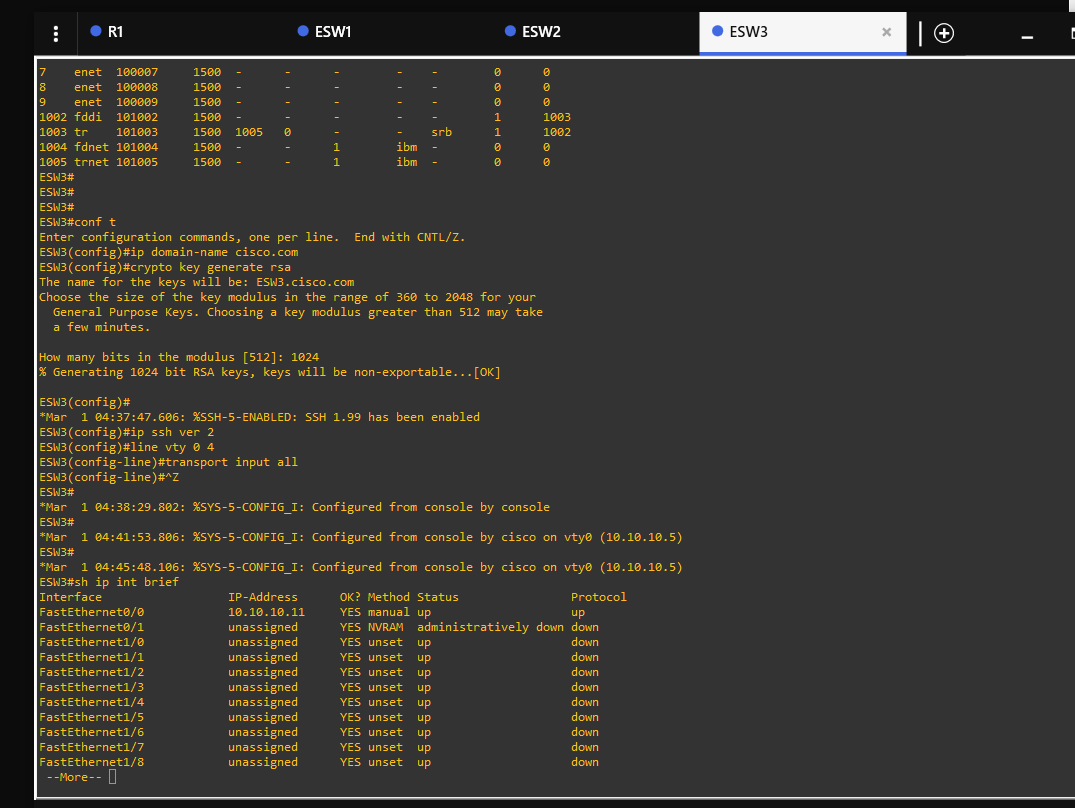 R1 ESW1 ESW2 ESW3
7    enet  100007     1500  -      -      -        -   -        0      0
8    enet  100008     1500  -      -      -        -   -        0      0
9    enet  100009     1500  -      -      -        -   -        0      0
1002 fddi  101002     1500  -      -      -        -   -        1      1003
1003 tr    101003     1500  1005   0      -        -   srb      1      1002
1004 fdnet 101004     1500  -      -      1        ibm -        0      0
1005 trnet 101005     1500  -      -      1        ibm -        0      0
ESW3#
ESW3#
ESW3#
ESW3#conf t
Enter configuration commands, one per line.  End with CNTL/Z.
ESW3(config)#ip domain-name cisco.com
ESW3(config)#crypto key generate rsa
The name for the keys will be: ESW3.cisco.com
Choose the size of the key modulus in the range of 360 to 2048 for your
  General Purpose Keys. Choosing a key modulus greater than 512 may take
  a few minutes.
How many bits in the modulus [512]: 1024
% Generating 1024 bit RSA keys, keys will be non-exportable...[OK]
ESW3(config)#
*Mar  1 04:37:47.606: %SSH-5-ENABLED: SSH 1.99 has been enabled
ESW3(config)#ip ssh ver 2
ESW3(config)#line vty 0 4
ESW3(config-line)#transport input all
ESW3(config-line)#^Z
ESW3#
*Mar  1 04:38:29.802: %SYS-5-CONFIG_I: Configured from console by console
ESW3#
*Mar  1 04:41:53.806: %SYS-5-CONFIG_I: Configured from console by cisco on vty0 (10.10.10.5)
ESW3#
*Mar  1 04:45:48.106: %SYS-5-CONFIG_I: Configured from console by cisco on vty0 (10.10.10.5)
ESW3#sh ip int brief
Interface                  IP-Address      OK? Method Status                Protocol
FastEthernet0/0            10.10.10.11     YES manual up                    up
FastEthernet0/1            unassigned      YES NVRAM  administratively down down
FastEthernet1/0            unassigned      YES unset  up                    down
FastEthernet1/1            unassigned      YES unset  up                    down
FastEthernet1/2            unassigned      YES unset  up                    down
FastEthernet1/3            unassigned      YES unset  up                    down
FastEthernet1/4            unassigned      YES unset  up                    down
FastEthernet1/5            unassigned      YES unset  up                    down
FastEthernet1/6            unassigned      YES unset  up                    down
FastEthernet1/7            unassigned      YES unset  up                    down
FastEthernet1/8            unassigned      YES unset  up                    down
 --More--